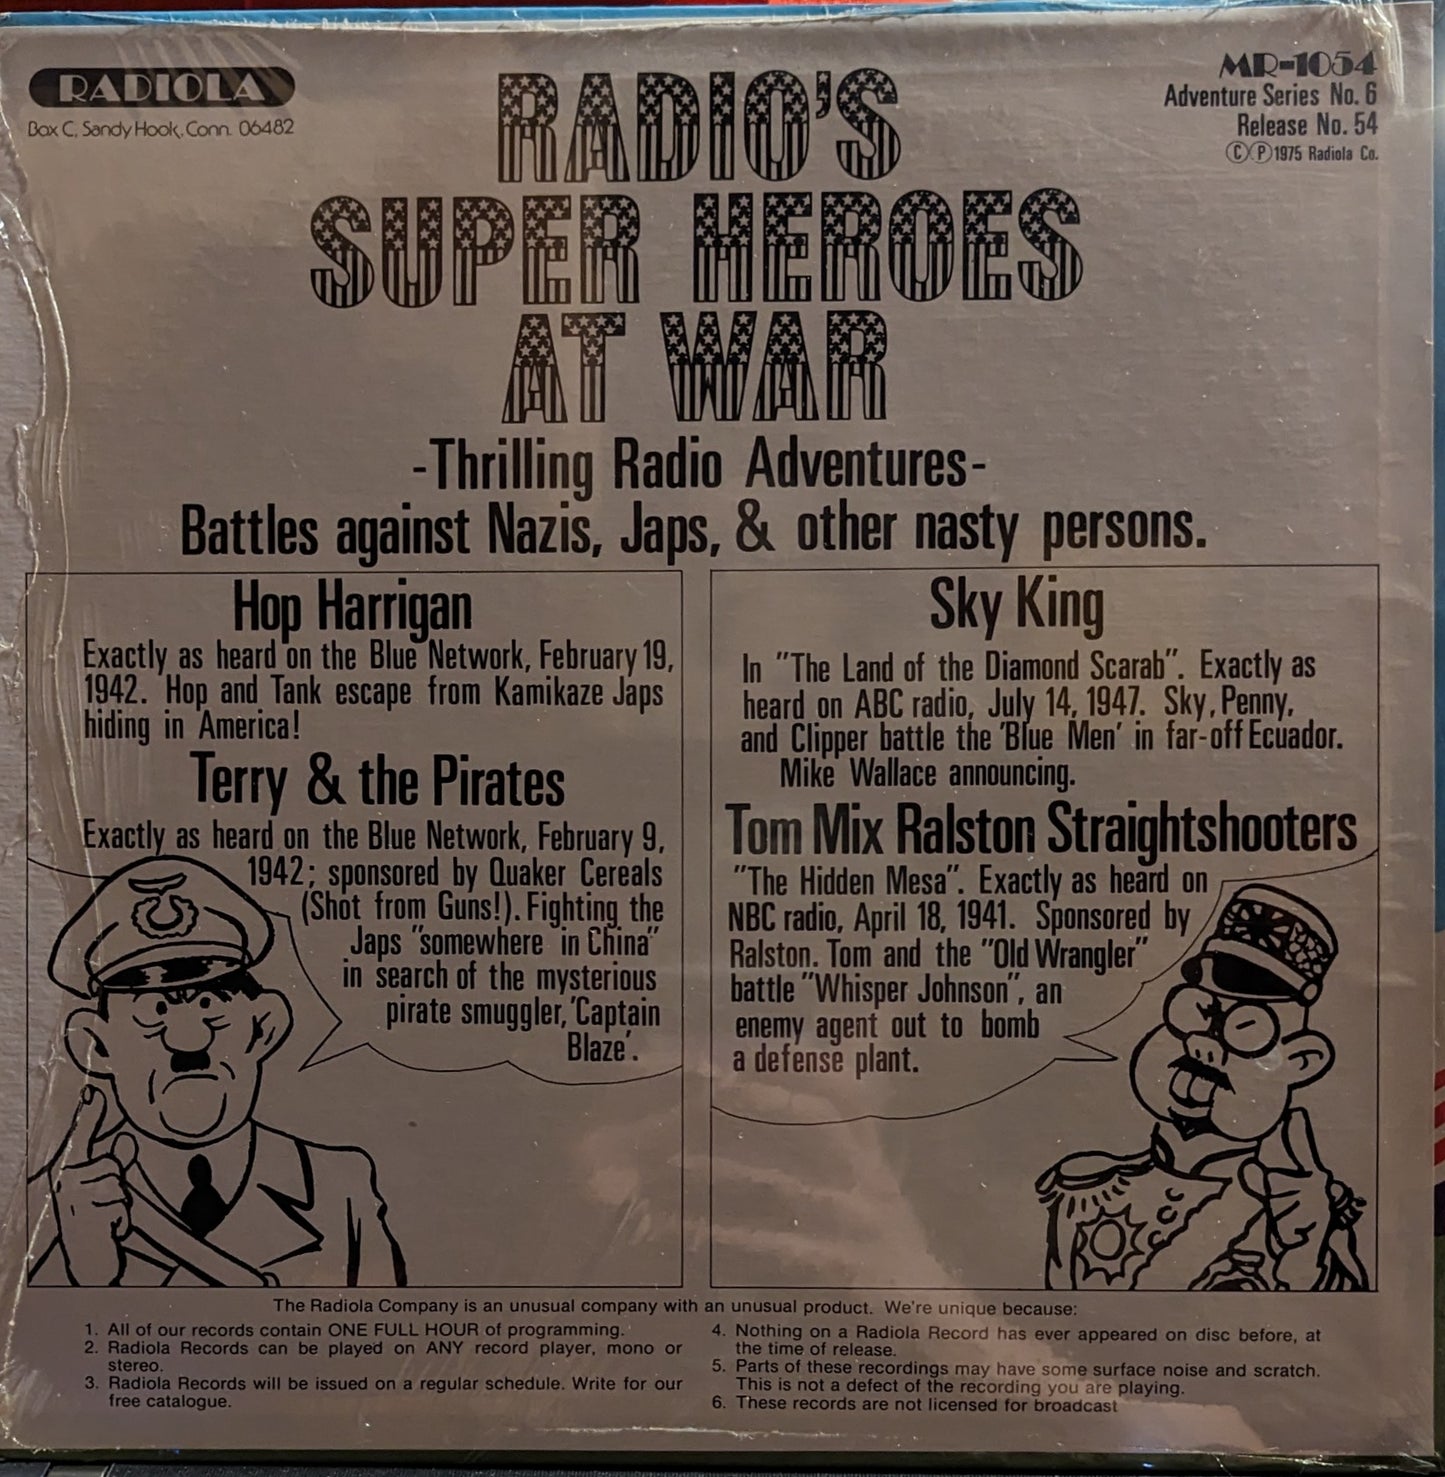 RADIOLA
Box C, Sandy Hook, Conn. 06482
MR-1054
Adventure Series No. 6
Release No. 54
©Ⓟ1975 Radiola Co.
RADIO'S
SUPER HEROES
AT WAR
-Thrilling Radio Adventures-
Battles against Nazis, Japs, & other nasty persons.
Hop Harrigan
Exactly as heard on the Blue Network, February 19,
1942. Hop and Tank escape from Kamikaze Japs
hiding in America!
Terry & the Pirates
Exactly as heard on the Blue Network, February 9,
1942; sponsored by Quaker Cereals
(Shot from Guns!). Fighting the
Japs "somewhere in China"
in search of the mysterious
pirate smuggler,'Captain
Blaze'.
Sky King
In "The Land of the Diamond Scarab". Exactly as
heard on ABC radio, July 14, 1947. Sky, Penny,
and Clipper battle the 'Blue Men' in far-off Ecuador.
Mike Wallace announcing.
Tom Mix Ralston Straightshooters
"The Hidden Mesa". Exactly as heard on
NBC radio, April 18, 1941. Sponsored by
Ralston. Tom and the "Old Wrangler"
battle "Whisper Johnson", an
enemy agent out to bomb
a defense plant.
The Radiola Company is an unusual company with an unusual product. We're unique because:
1. All of our records contain ONE FULL HOUR of programming.
2. Radiola Records can be played on ANY record player, mono or
stereo.
3. Radiola Records will be issued on a regular schedule. Write for our
free catalogue.
4. Nothing on a Radiola Record has ever appeared on disc before, at
the time of release.
5. Parts of these recordings may have some surface noise and scratch.
This is not a defect of the recording you are playing.
6. These records are not licensed for broadcast